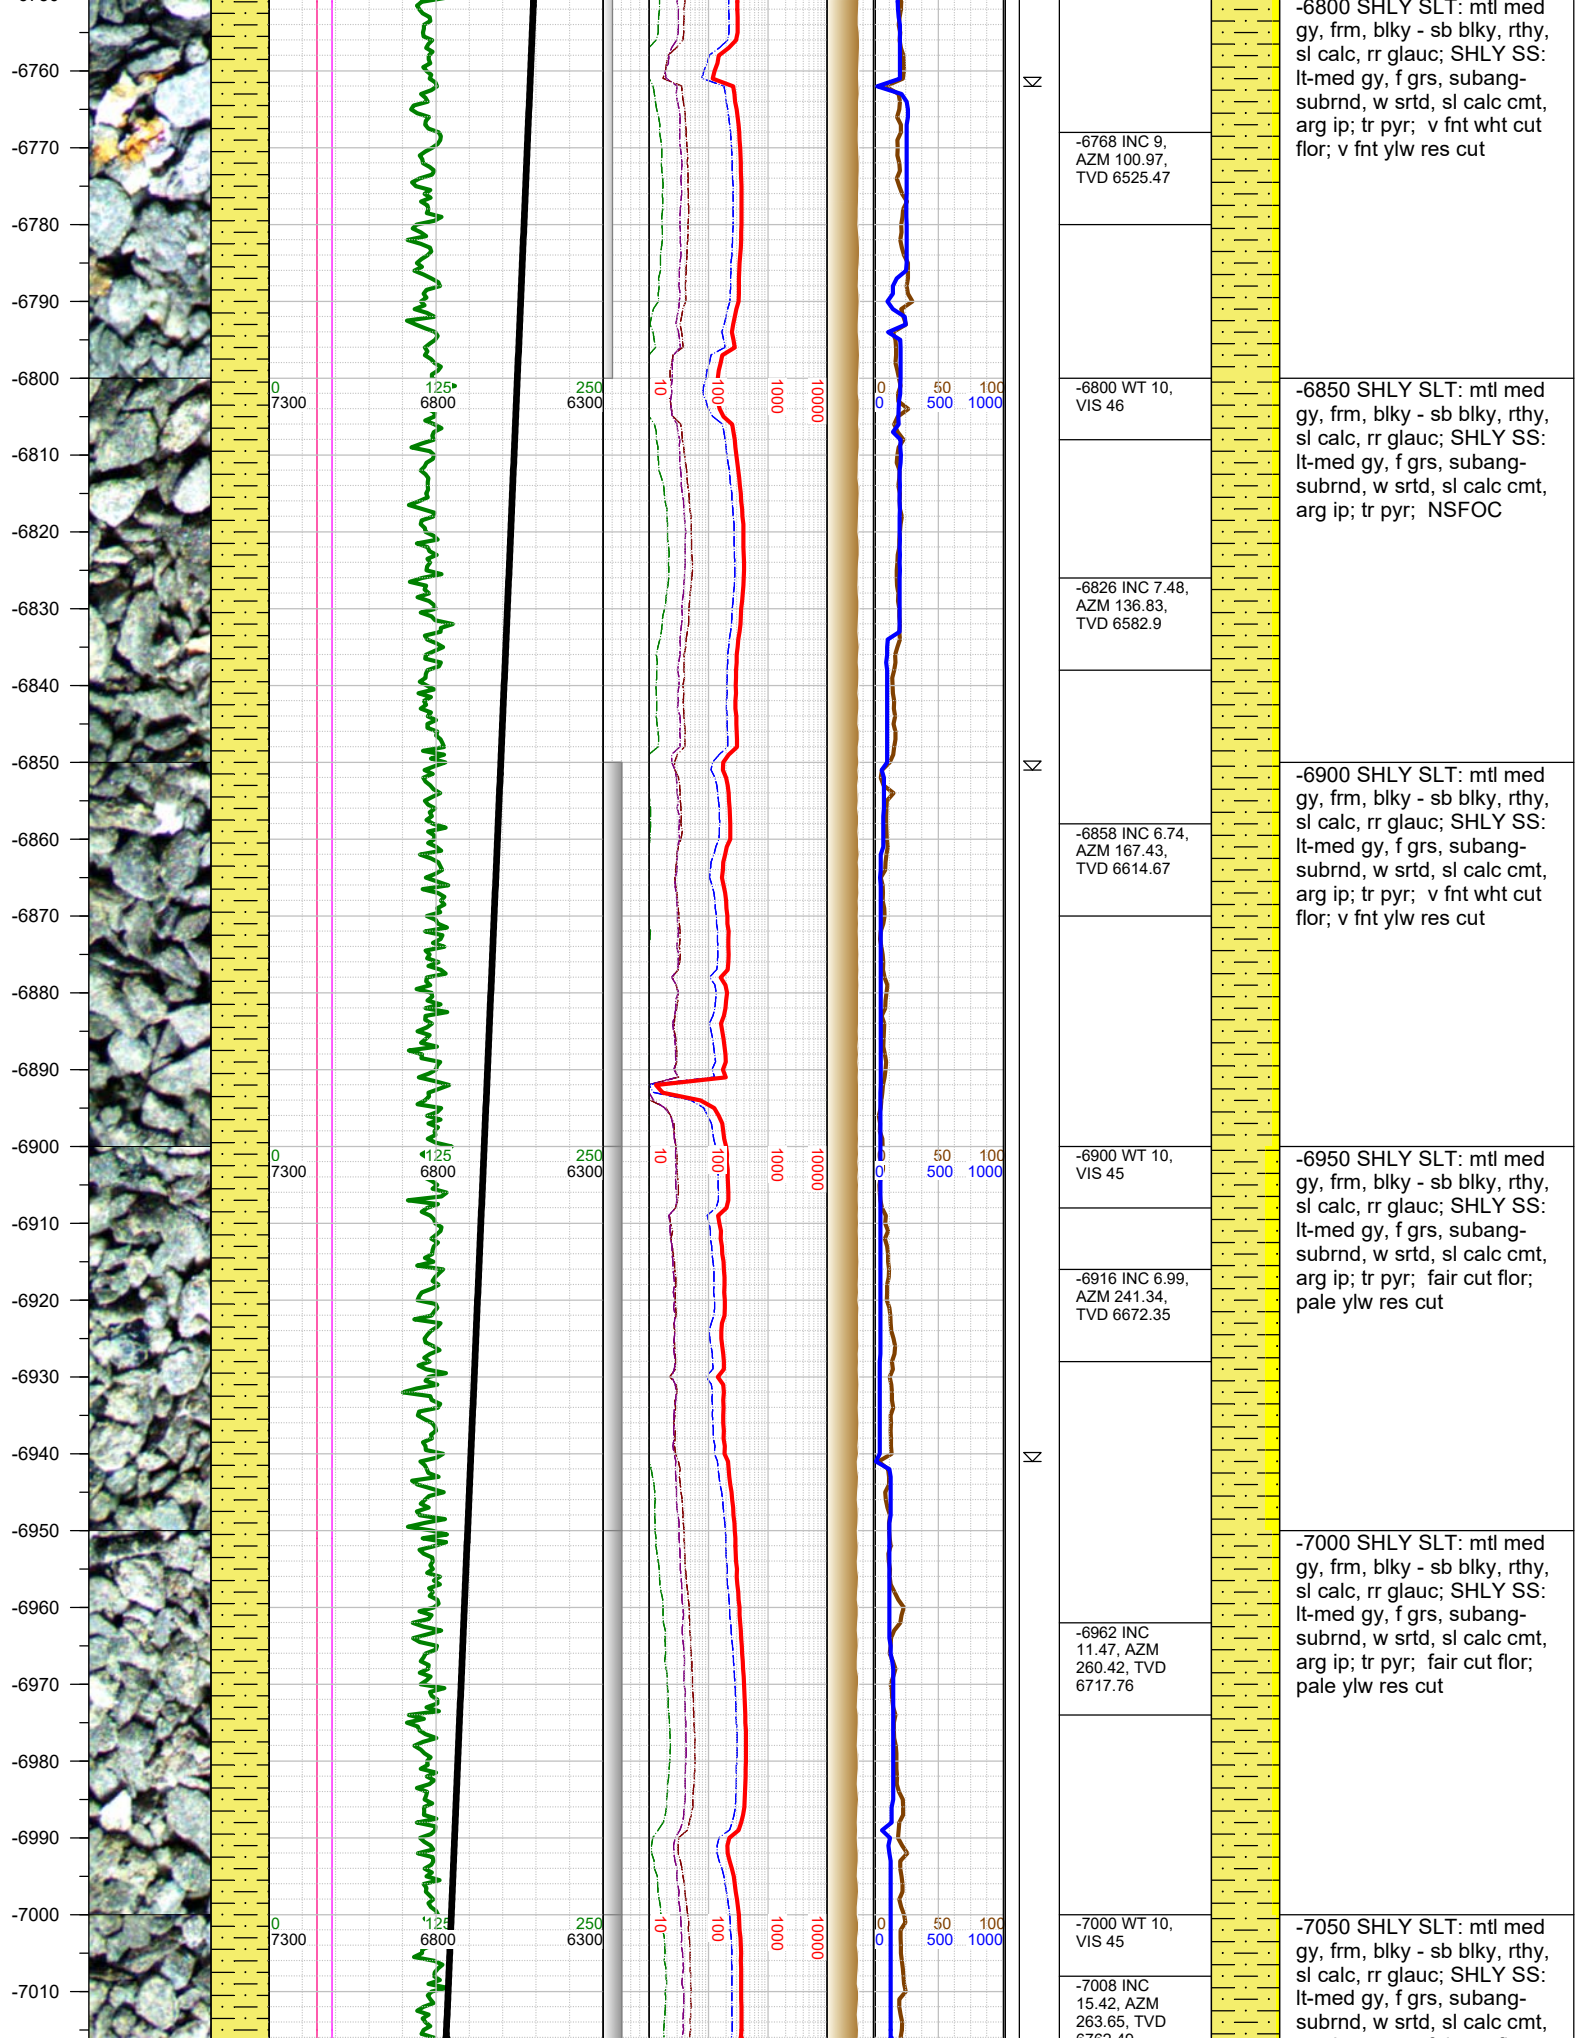 -6760
-6770
-6780
-6790
-6800
-6810
-6820
-6830
-6840
-6850
-6860
-6870
-6880
-6890
-6900
-6910
-6920
-6930
-6940
-6950
-6960
-6970
-6980
-6990
-7000
-7010
0 125 250
7300 6800 6300
10 100 1000 10000
0 50 100
0 500 1000
0 125 250
7300 6800 6300
10 100 1000 10000
0 50 100
0 500 1000
0 125 250
7300 6800 6300
10 100 1000 10000
0 50 100
0 500 1000
-6768 INC 9,
AZM 100.97,
TVD 6525.47
-6800 WT 10,
VIS 46
-6826 INC 7.48,
AZM 136.83,
TVD 6582.9
-6858 INC 6.74,
AZM 167.43,
TVD 6614.67
-6900 WT 10,
VIS 45
-6916 INC 6.99,
AZM 241.34,
TVD 6672.35
-6962 INC
11.47, AZM
260.42, TVD
6717.76
-7000 WT 10,
VIS 45
-7008 INC
15.42, AZM
263.65, TVD
-6800 SHLY SLT: mtl med
gy, frm, blky - sb blky, rthy,
sl calc, rr glauc; SHLY SS:
lt-med gy, f grs, subang-
subrnd, w srtd, sl calc cmt,
arg ip; tr pyr;  v fnt wht cut
flor; v fnt ylw res cut
-6850 SHLY SLT: mtl med
gy, frm, blky - sb blky, rthy,
sl calc, rr glauc; SHLY SS:
lt-med gy, f grs, subang-
subrnd, w srtd, sl calc cmt,
arg ip; tr pyr;  NSFOC
-6900 SHLY SLT: mtl med
gy, frm, blky - sb blky, rthy,
sl calc, rr glauc; SHLY SS:
lt-med gy, f grs, subang-
subrnd, w srtd, sl calc cmt,
arg ip; tr pyr;  v fnt wht cut
flor; v fnt ylw res cut
-6950 SHLY SLT: mtl med
gy, frm, blky - sb blky, rthy,
sl calc, rr glauc; SHLY SS:
lt-med gy, f grs, subang-
subrnd, w srtd, sl calc cmt,
arg ip; tr pyr;  fair cut flor;
pale ylw res cut
-7000 SHLY SLT: mtl med
gy, frm, blky - sb blky, rthy,
sl calc, rr glauc; SHLY SS:
lt-med gy, f grs, subang-
subrnd, w srtd, sl calc cmt,
arg ip; tr pyr;  fair cut flor;
pale ylw res cut
-7050 SHLY SLT: mtl med
gy, frm, blky - sb blky, rthy,
sl calc, rr glauc; SHLY SS:
lt-med gy, f grs, subang-
subrnd, w srtd, sl calc cmt,